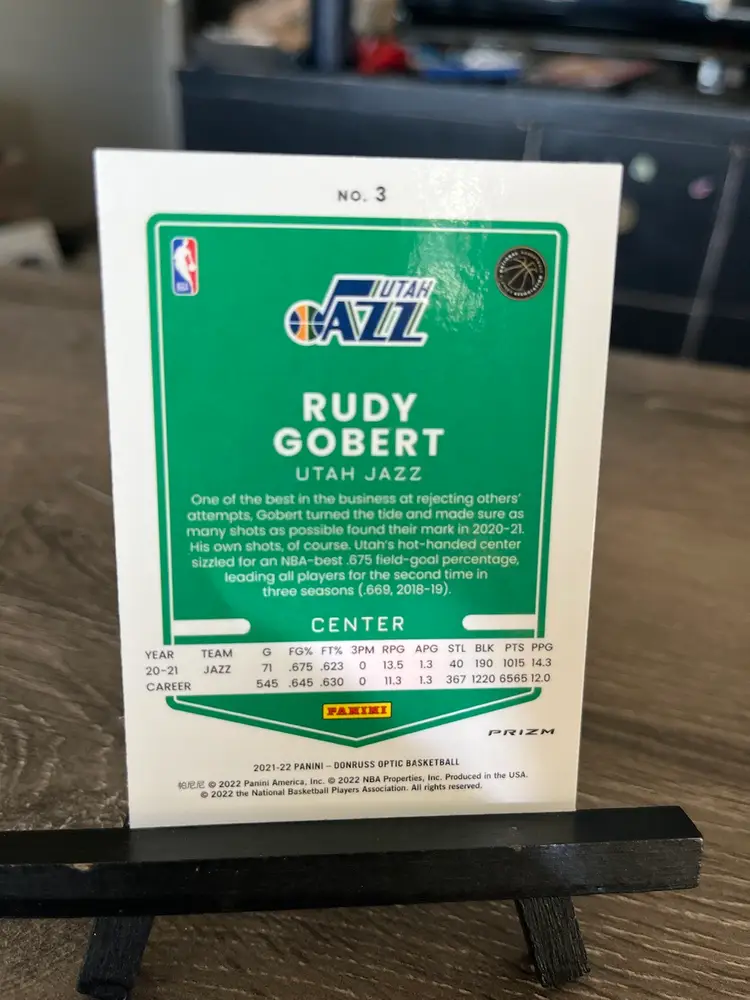 NO. 3
UTAH
JAZZ
RUDY
GOBERT
UTAH JAZZ
One of the best in the business at rejecting others'
attempts, Gobert turned the tide and made sure as
many shots as possible found their mark in 2020-21.
His own shots, of course. Utah's hot-handed center
sizzled for an NBA-best .675 field-goal percentage,
leading all players for the second time in
three seasons (.669, 2018-19).
CENTER
YEAR TEAM G FG% FT% 3PM RPG APG STL BLK PTS PPG
20-21 JAZZ 71 .675 .623 0 13.5 1.3 40 190 1015 14.3
CAREER 545 .645 .630 0 11.3 1.3 367 1220 6565 12.0
PANINI
PRIZM
2021-22 PANINI – DONRUSS OPTIC BASKETBALL
帕尼尼 © 2022 Panini America, Inc. © 2022 NBA Properties, Inc. Produced in the USA.
© 2022 the National Basketball Players Association. All rights reserved.